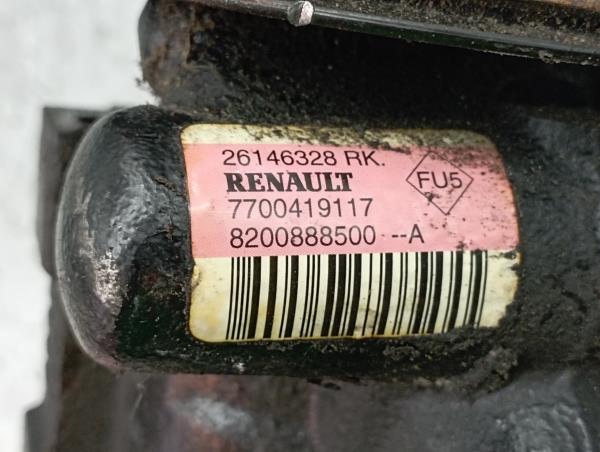 26146328 RK.
RENAULT
FU5
7700419117
8200888500 --A